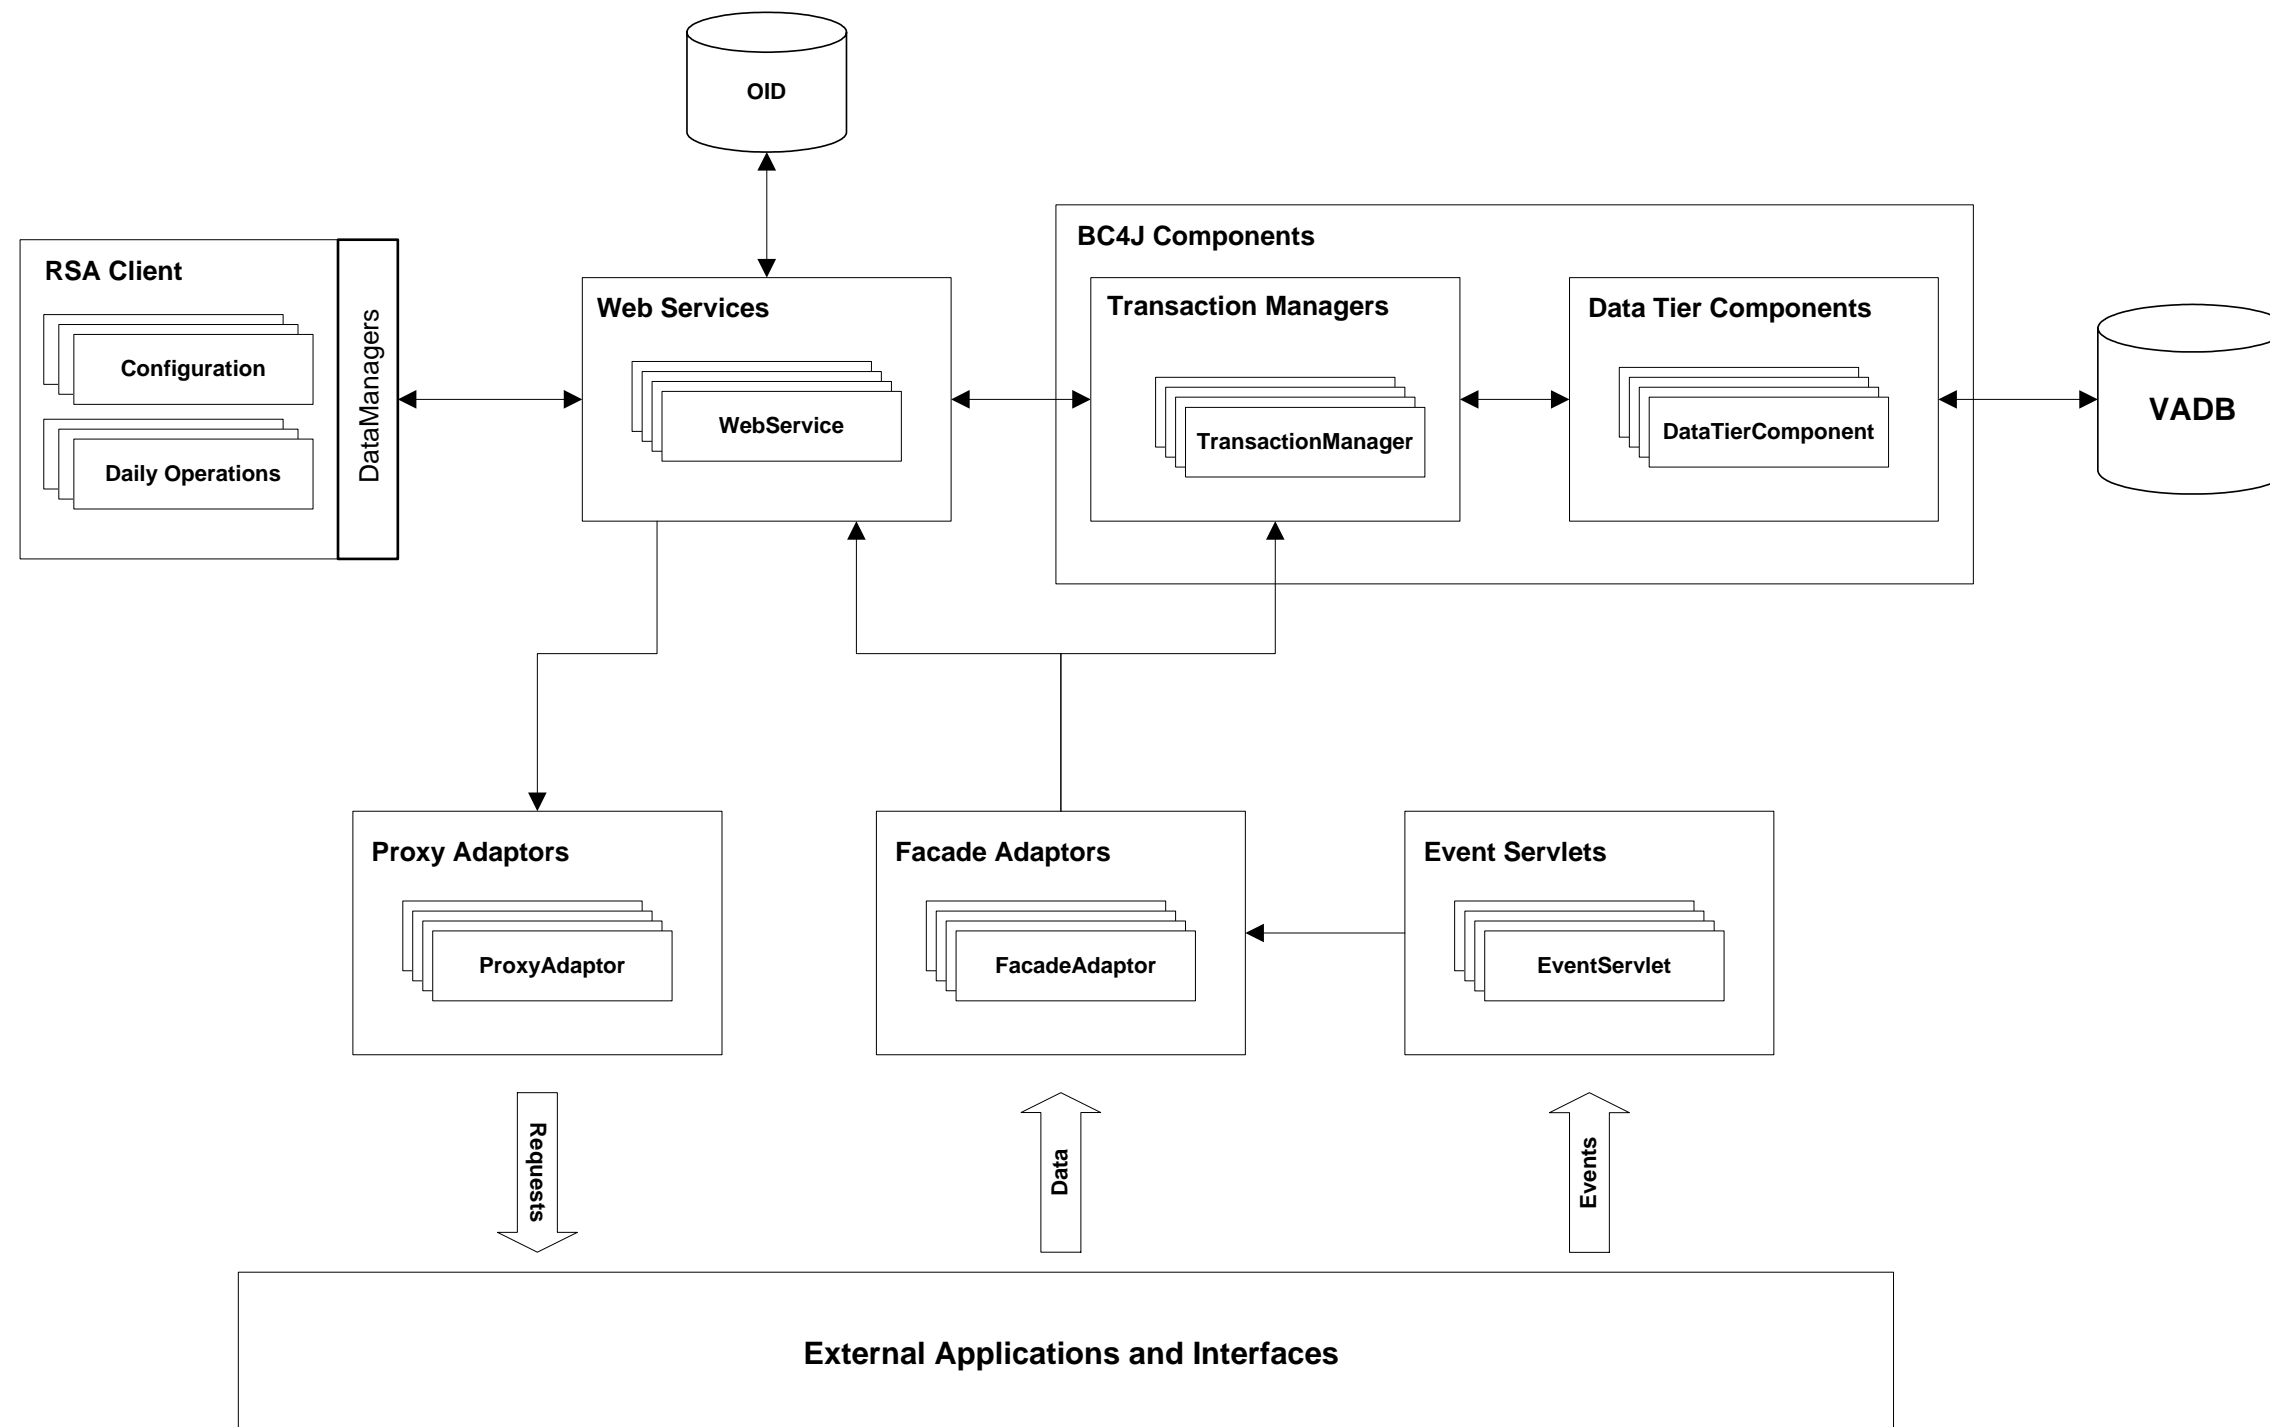 OID
BC4J Components
RSA Client
Configuration
Daily Operations
DataManagers
Web Services
WebService
Transaction Managers
TransactionManager
Data Tier Components
DataTierComponent
VADB
Proxy Adaptors
ProxyAdaptor
Facade Adaptors
FacadeAdaptor
Event Servlets
EventServlet
Requests
Data
Events
External Applications and Interfaces